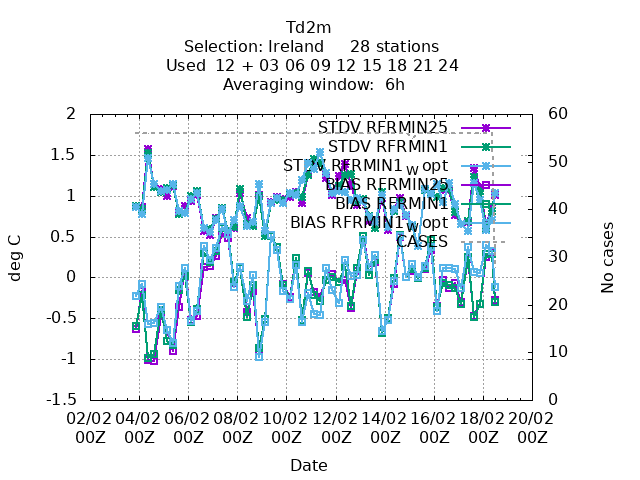 Td2m
Selection: Ireland 28 stations
Used 12 + 03 06 09 12 15 18 21 24
Averaging window: 6h
2
1.5
1
0.5
0
-0.5
-1
-1.5
deg C
60
50
40
30
20
10
0
No cases
STDV RFRMIN25
STDV RFRMIN1
STDV RFRMIN1_wopt
BIAS RFRMIN25
BIAS RFRMIN1
BIAS RFRMIN1_wopt
CASES
02/02 04/02 06/02 08/02 10/02 12/02 14/02 16/02 18/02 20/02
00Z 00Z 00Z 00Z 00Z 00Z 00Z 00Z 00Z 00Z
Date